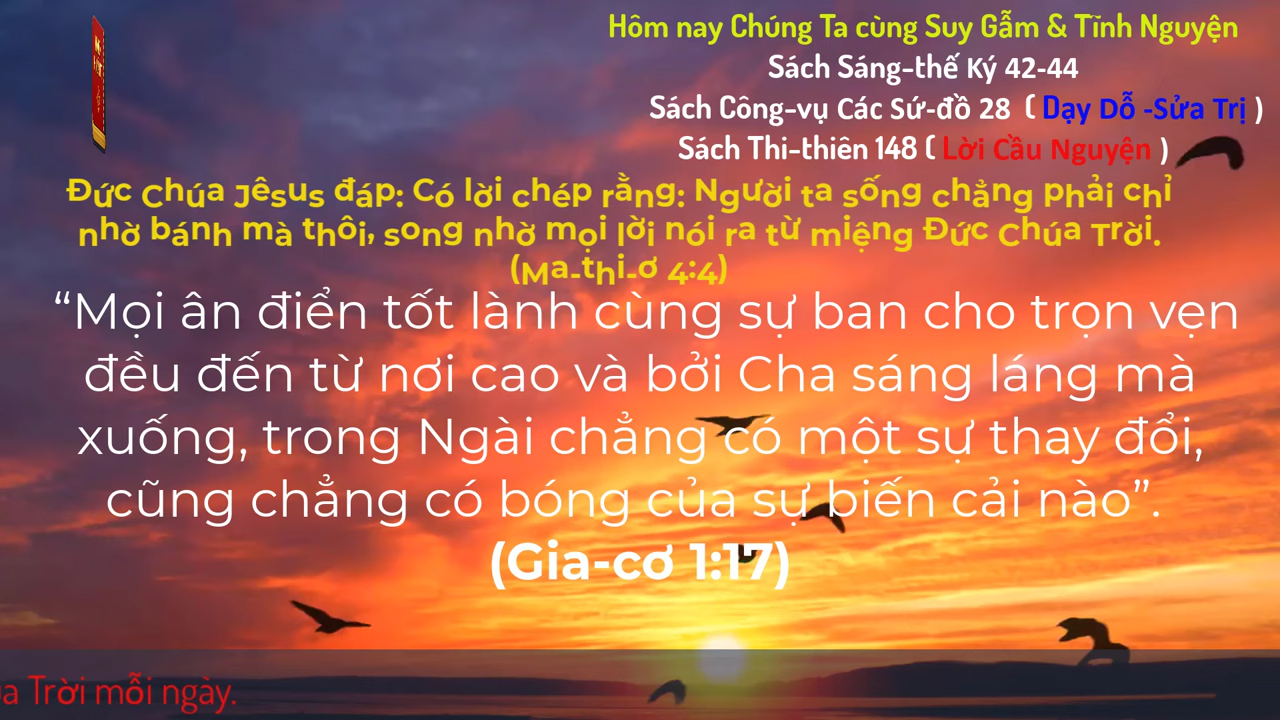 Hôm nay Chúng Ta cùng Suy Gẫm & Tĩnh Nguyện
Sách Sáng-thế Ký 42-44
Sách Công-vụ Các Sứ-đồ 28 ( Dạy Dỗ -Sửa Trị )
Sách Thi-thiên 148 ( Lời Cầu Nguyện )
Đức Chúa Jêsus đáp: Có lời chép rằng: Người ta sống chẳng phải chỉ
nhờ bánh mà thôi, song nhờ mọi lời nói ra từ miệng Đức Chúa Trời.
(Ma-thi-ơ 4:4)
“Mọi ân điển tốt lành cùng sự ban cho trọn vẹn
đều đến từ nơi cao và bởi Cha sáng láng mà
xuống, trong Ngài chẳng có một sự thay đổi,
cũng chẳng có bóng của sự biến cải nào”.
(Gia-cơ 1:17)
Trời mỗi ngày.